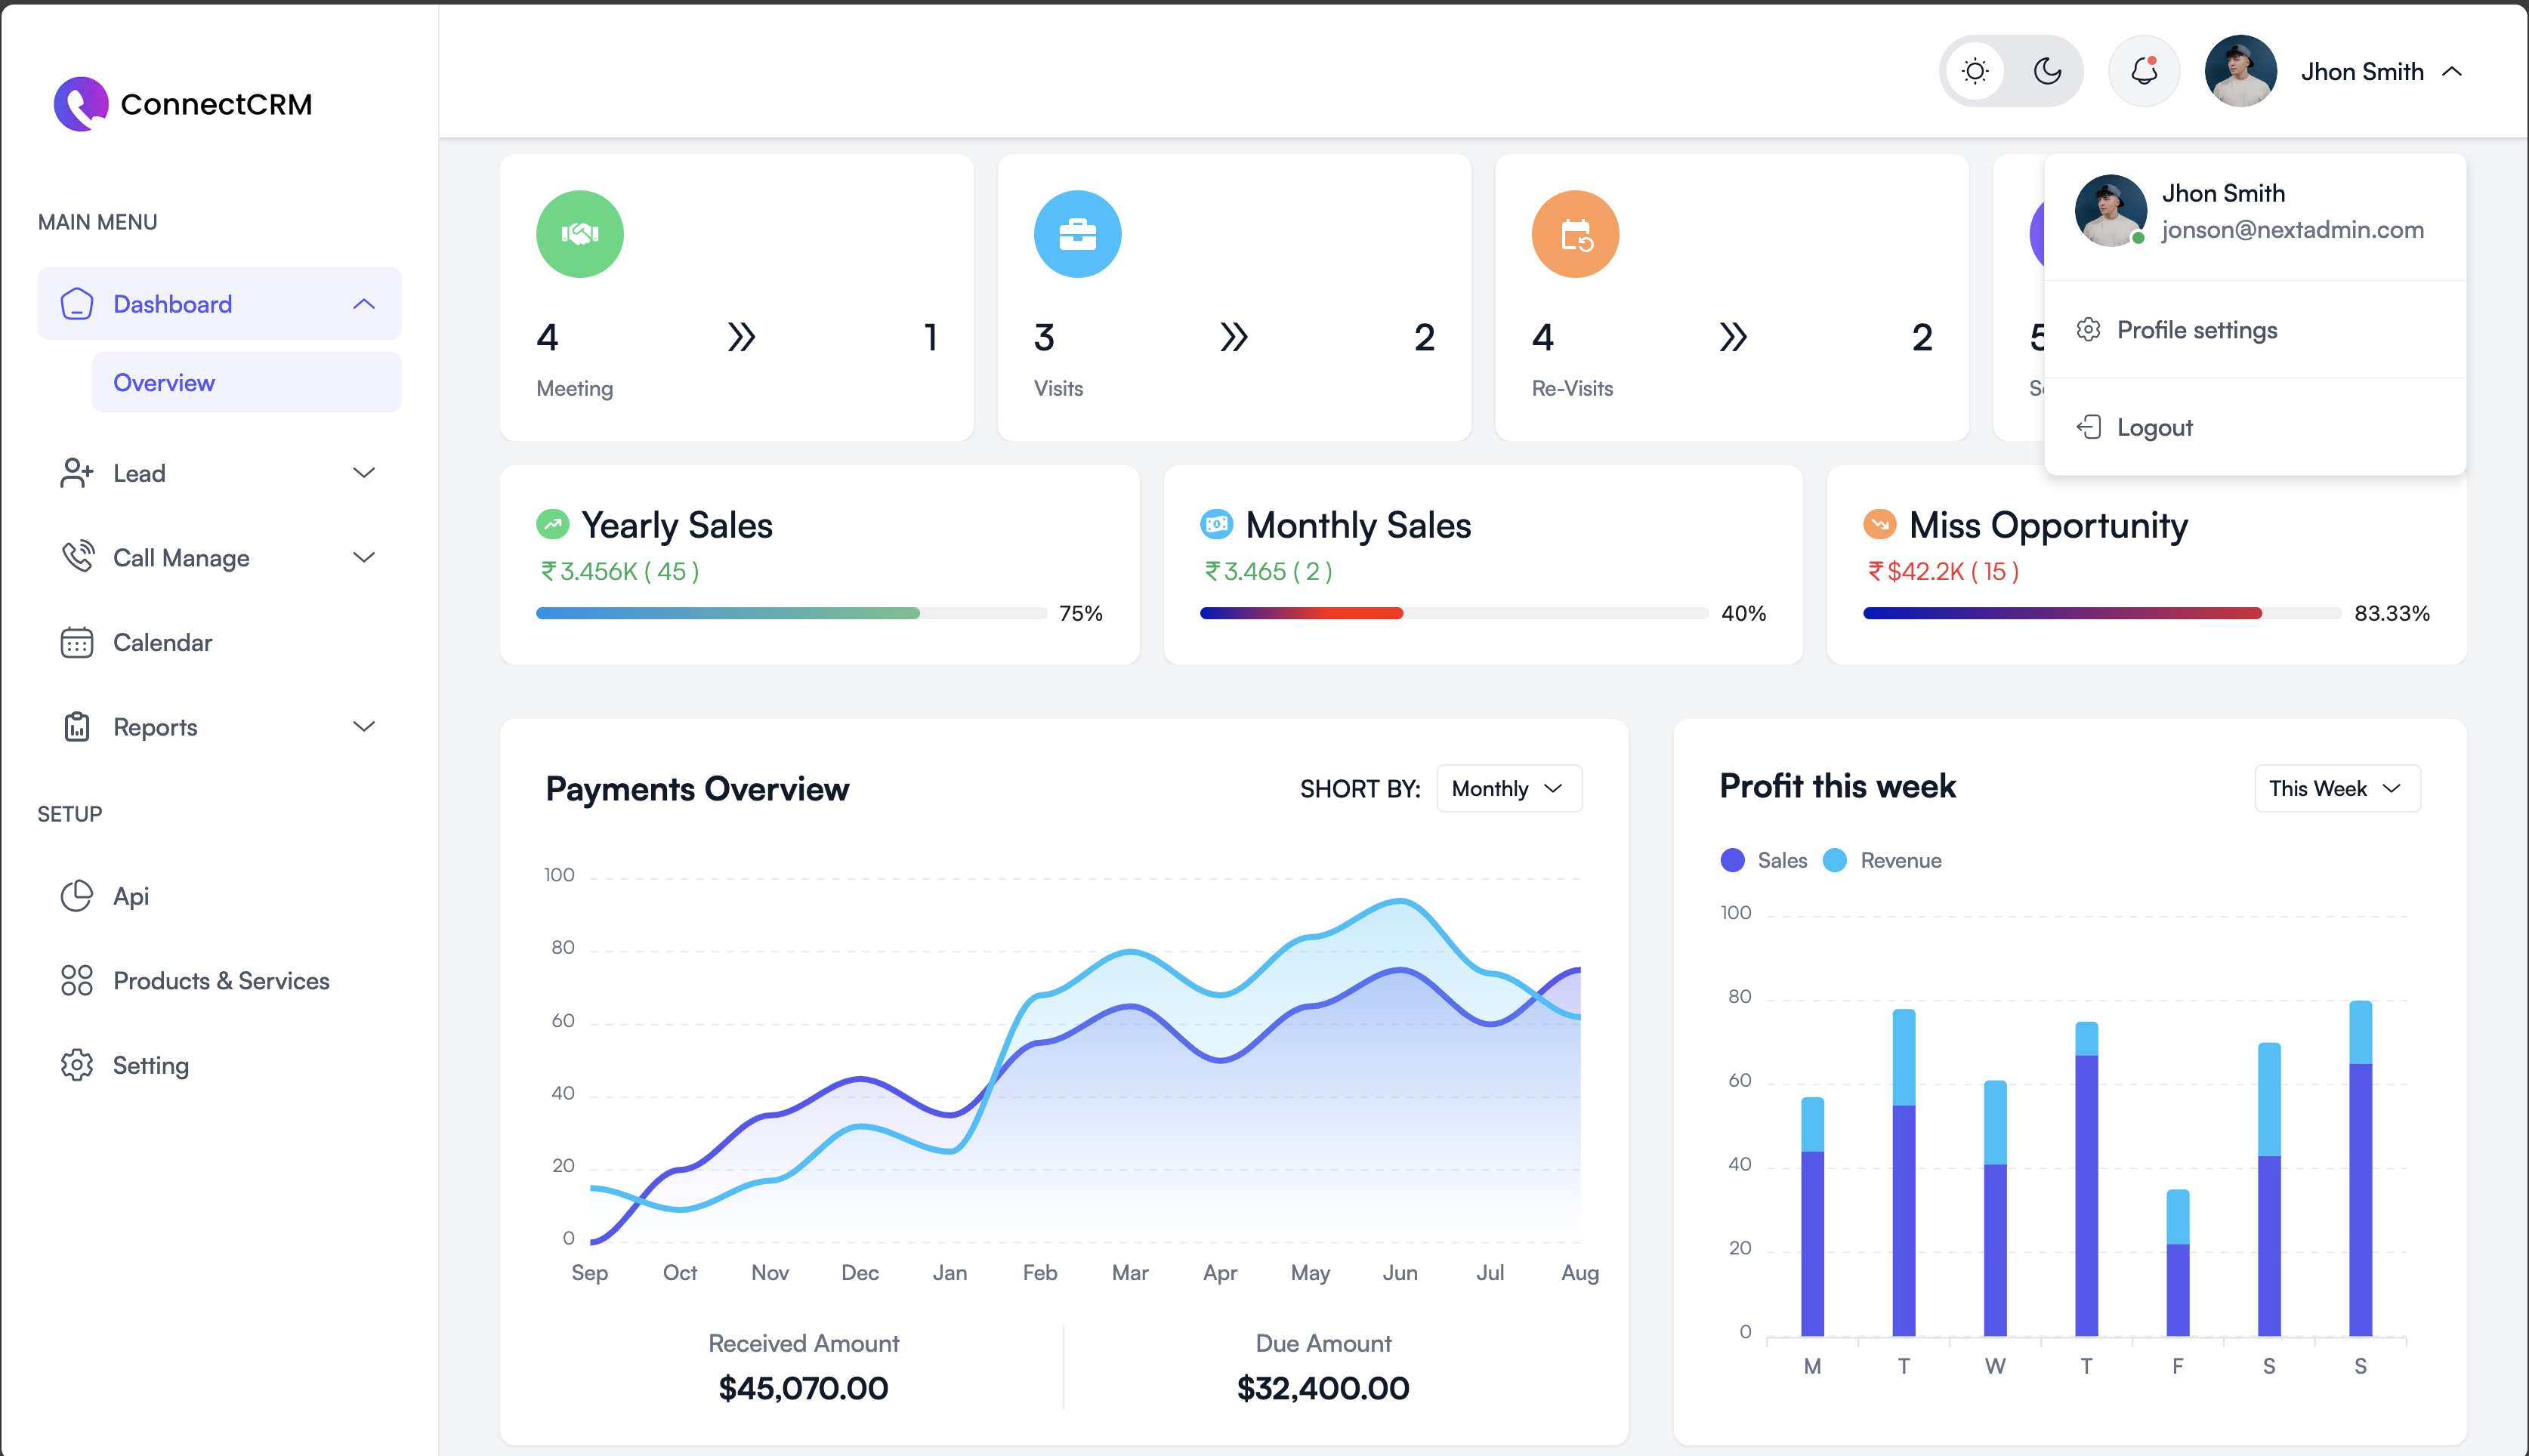 ConnectCRM
MAIN MENU
Dashboard
Overview
Lead
Call Manage
Calendar
Reports
SETUP
Api
Products & Services
Setting
Jhon Smith
Jhon Smith
jonson@nextadmin.com
Profile settings
Logout
4 1
Meeting
3 2
Visits
4 2
Re-Visits
5
Yearly Sales
₹ 3.456K ( 45 )
75%
Monthly Sales
₹ 3.465 ( 2 )
40%
Miss Opportunity
₹ $42.2K ( 15 )
83.33%
Payments Overview
SHORT BY: Monthly
100
80
60
40
20
0
Sep Oct Nov Dec Jan Feb Mar Apr May Jun Jul Aug
Received Amount
$45,070.00
Due Amount
$32,400.00
Profit this week
This Week
Sales Revenue
100
80
60
40
20
0
M T W T F S S